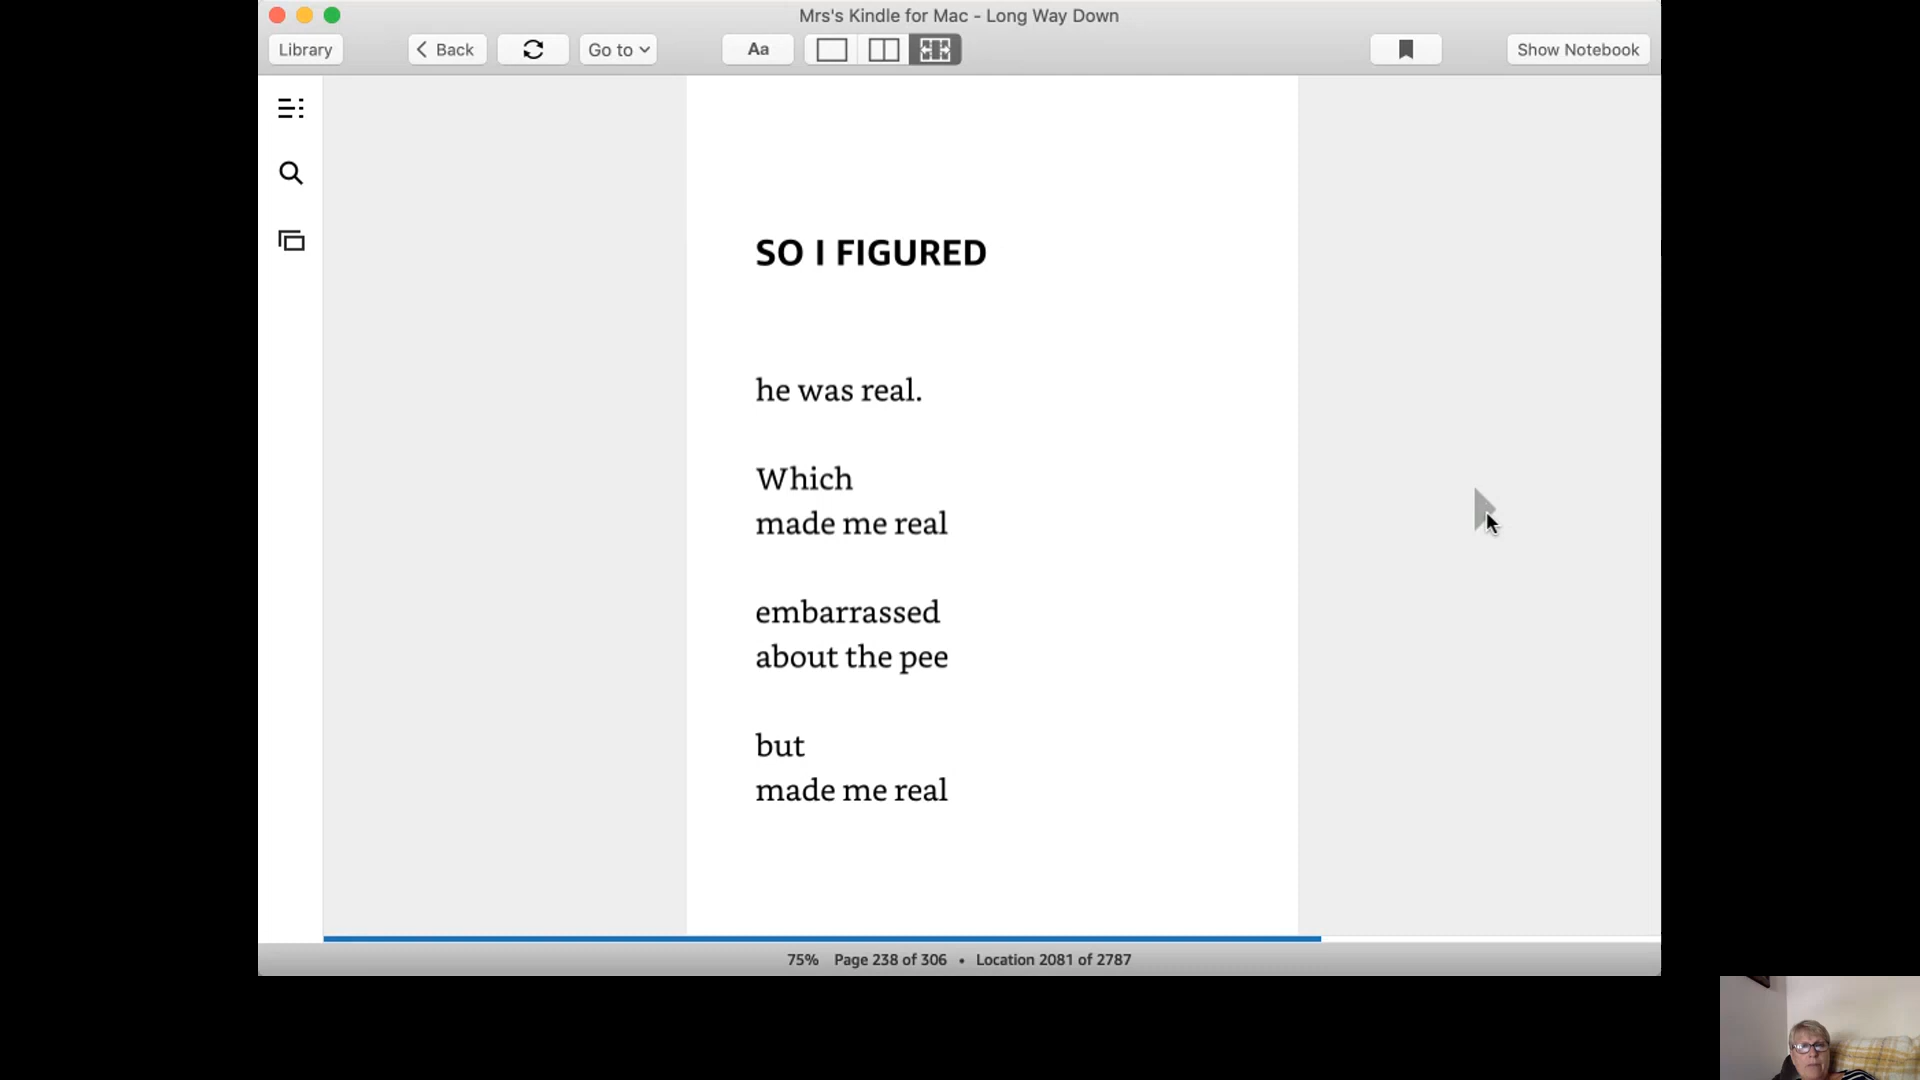 Mrs's Kindle for Mac - Long Way Down
Library
Back
Go to
Aa
Show Notebook
SO I FIGURED
he was real.
Which
made me real
embarrassed
about the pee
but
made me real
75% Page 238 of 306 • Location 2081 of 2787